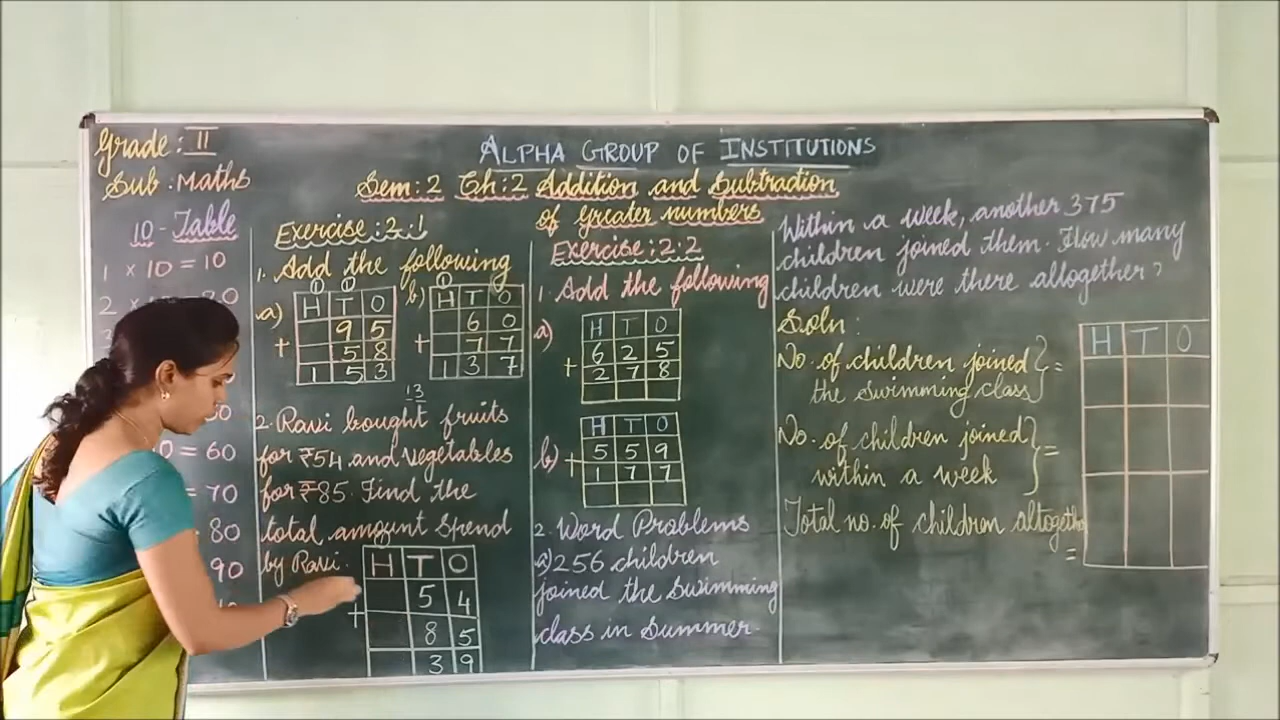 Grade: II
Sub: Maths
ALPHA GROUP OF INSTITUTIONS
Sem: 2 Ch: 2 Addition and Subtraction
of Greater numbers
10 - Table
1 × 10 = 10
2 ×
= 60
= 70
80
90
Exercise: 2.1
1. Add the following
a)
1 1
H T O
9 5
+ 5 8
1 5 3
b)
1
H T O
6 0
+ 7 7
1 3 7
13
2. Ravi bought fruits
for ₹54 and vegetables
for ₹85. Find the
total amount spend
by Ravi.
H T O
5 4
+ 8 5
3 9
Exercise: 2.2
1. Add the following
a)
H T O
6 2 5
+ 2 7 8
b)
H T O
5 5 9
+ 1 7 7
2. Word Problems
a) 256 children
joined the swimming
class in Summer.
Within a week, another 375
children joined them. How many
children were there altogether?
Soln:
No. of children joined
the swimming class } =
No. of children joined
within a week } =
Total no. of children altogethe
=
H T O